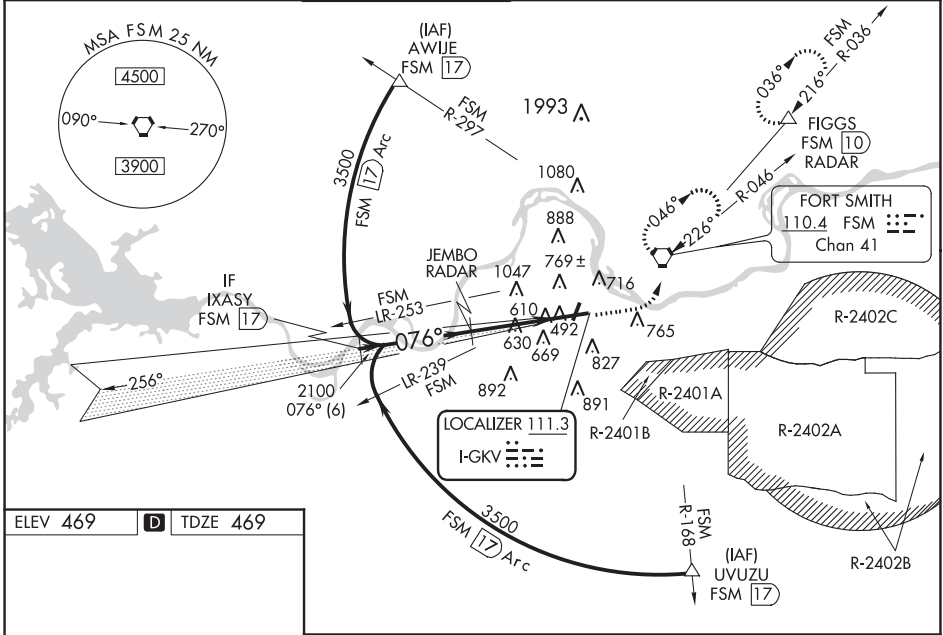 MSA FSM 25 NM
4500
090°
270°
3900
(IAF)
AWIJE
FSM 17
FSM
R-297
3500
FSM 17 Arc
1993
1080
888
769 ±
716
1047
610
492
630
669
765
827
892
891
036°
216°
FSM
R-036
FIGGS
FSM 10
RADAR
R-046
046°
226°
FORT SMITH
110.4 FSM
Chan 41
JEMBO
RADAR
IF
IXASY
FSM 17
FSM
LR-253
076°
LR-239
FSM
256°
2100
076° (6)
LOCALIZER 111.3
I-GKV
R-2401B
R-2401A
R-2402C
R-2402A
R-2402B
3500
FSM 17 Arc
FSM
R-168
(IAF)
UVUZU
FSM 17
ELEV 469 D TDZE 469